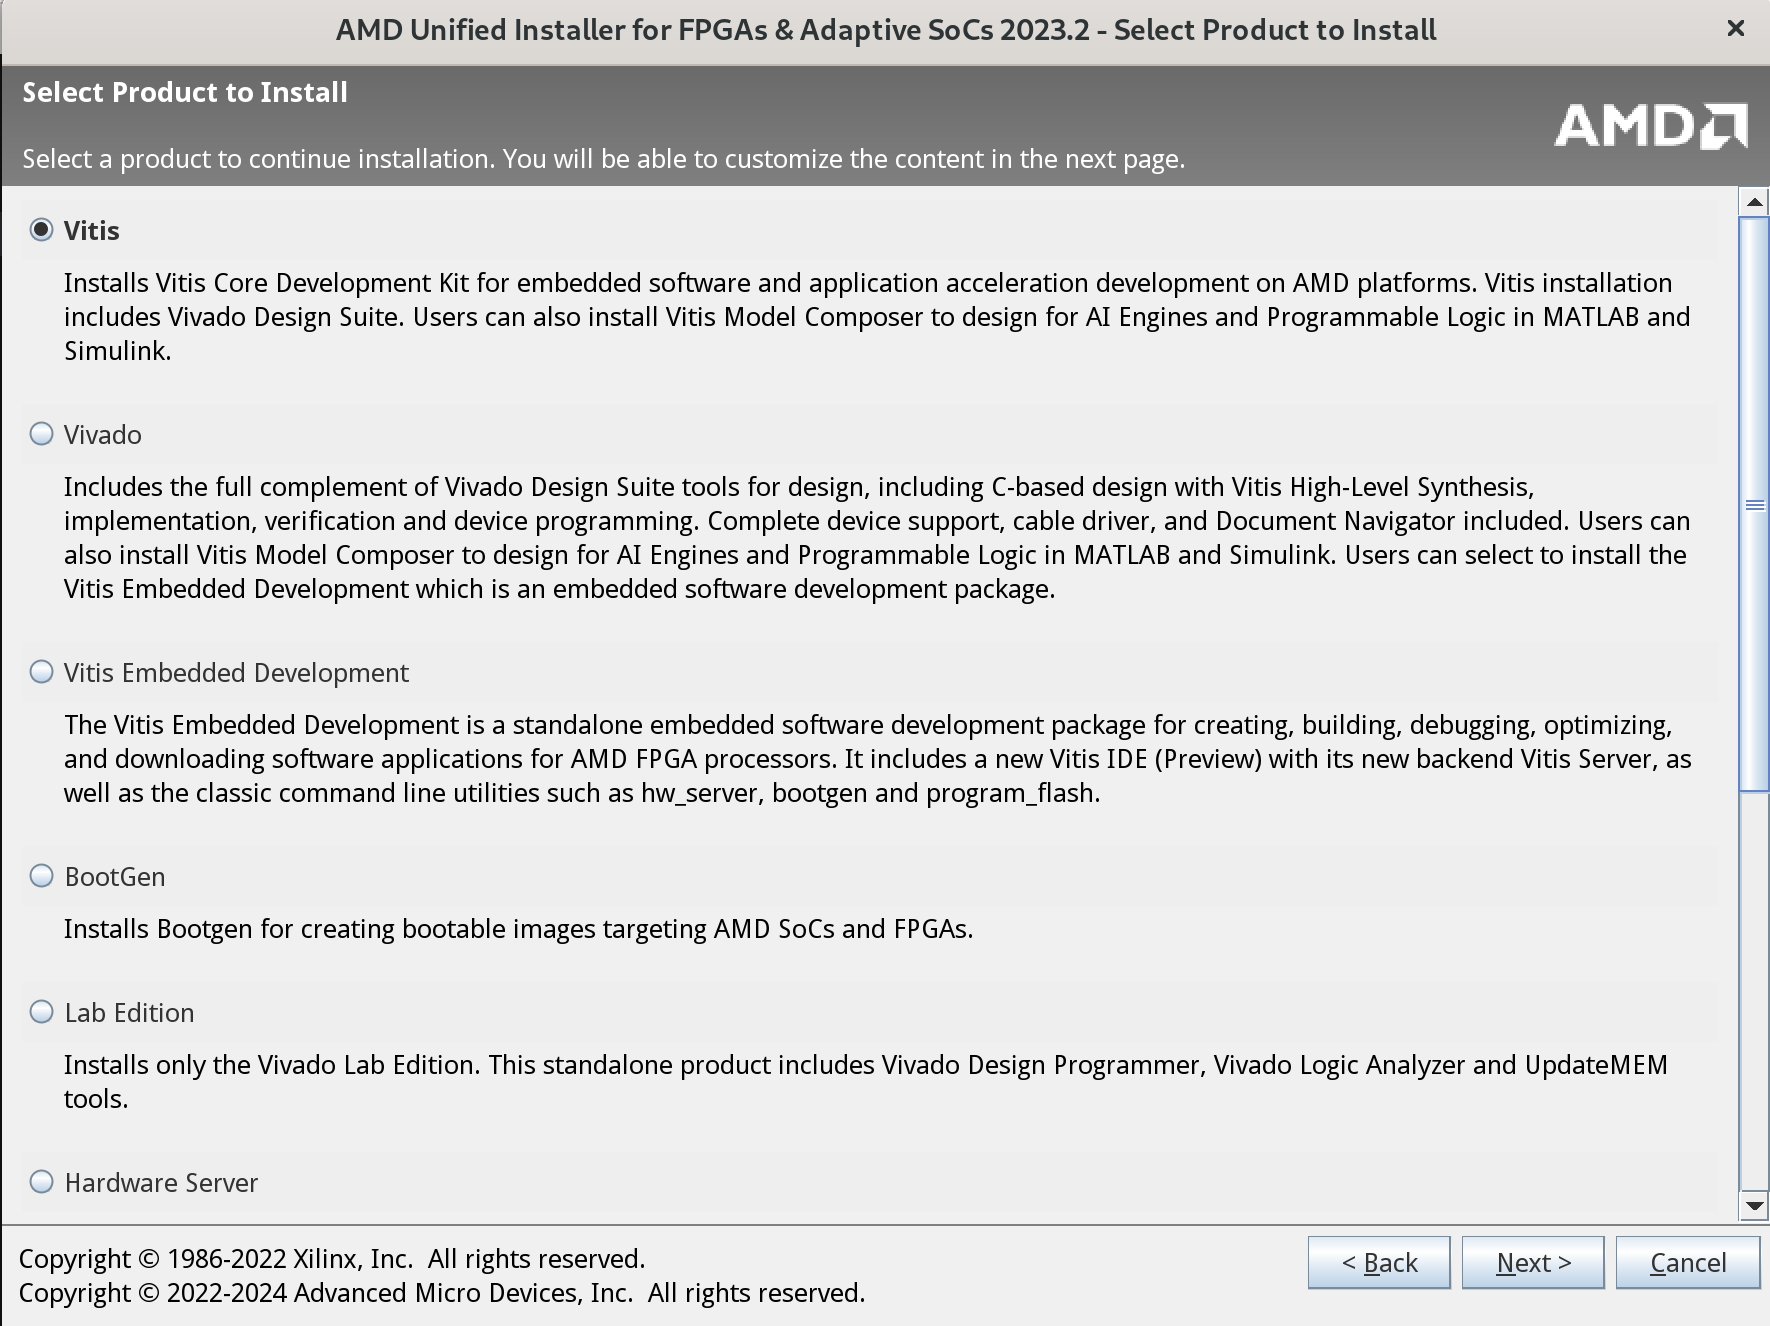 AMD Unified Installer for FPGAs & Adaptive SoCs 2023.2 - Select Product to Install
Select Product to Install
AMD
Select a product to continue installation. You will be able to customize the content in the next page.
Vitis
Installs Vitis Core Development Kit for embedded software and application acceleration development on AMD platforms. Vitis installation
includes Vivado Design Suite. Users can also install Vitis Model Composer to design for AI Engines and Programmable Logic in MATLAB and
Simulink.
Vivado
Includes the full complement of Vivado Design Suite tools for design, including C-based design with Vitis High-Level Synthesis,
implementation, verification and device programming. Complete device support, cable driver, and Document Navigator included. Users can
also install Vitis Model Composer to design for AI Engines and Programmable Logic in MATLAB and Simulink. Users can select to install the
Vitis Embedded Development which is an embedded software development package.
Vitis Embedded Development
The Vitis Embedded Development is a standalone embedded software development package for creating, building, debugging, optimizing,
and downloading software applications for AMD FPGA processors. It includes a new Vitis IDE (Preview) with its new backend Vitis Server, as
well as the classic command line utilities such as hw_server, bootgen and program_flash.
BootGen
Installs Bootgen for creating bootable images targeting AMD SoCs and FPGAs.
Lab Edition
Installs only the Vivado Lab Edition. This standalone product includes Vivado Design Programmer, Vivado Logic Analyzer and UpdateMEM
tools.
Hardware Server
Copyright © 1986-2022 Xilinx, Inc.  All rights reserved.
Copyright © 2022-2024 Advanced Micro Devices, Inc.  All rights reserved.
< Back
Next >
Cancel